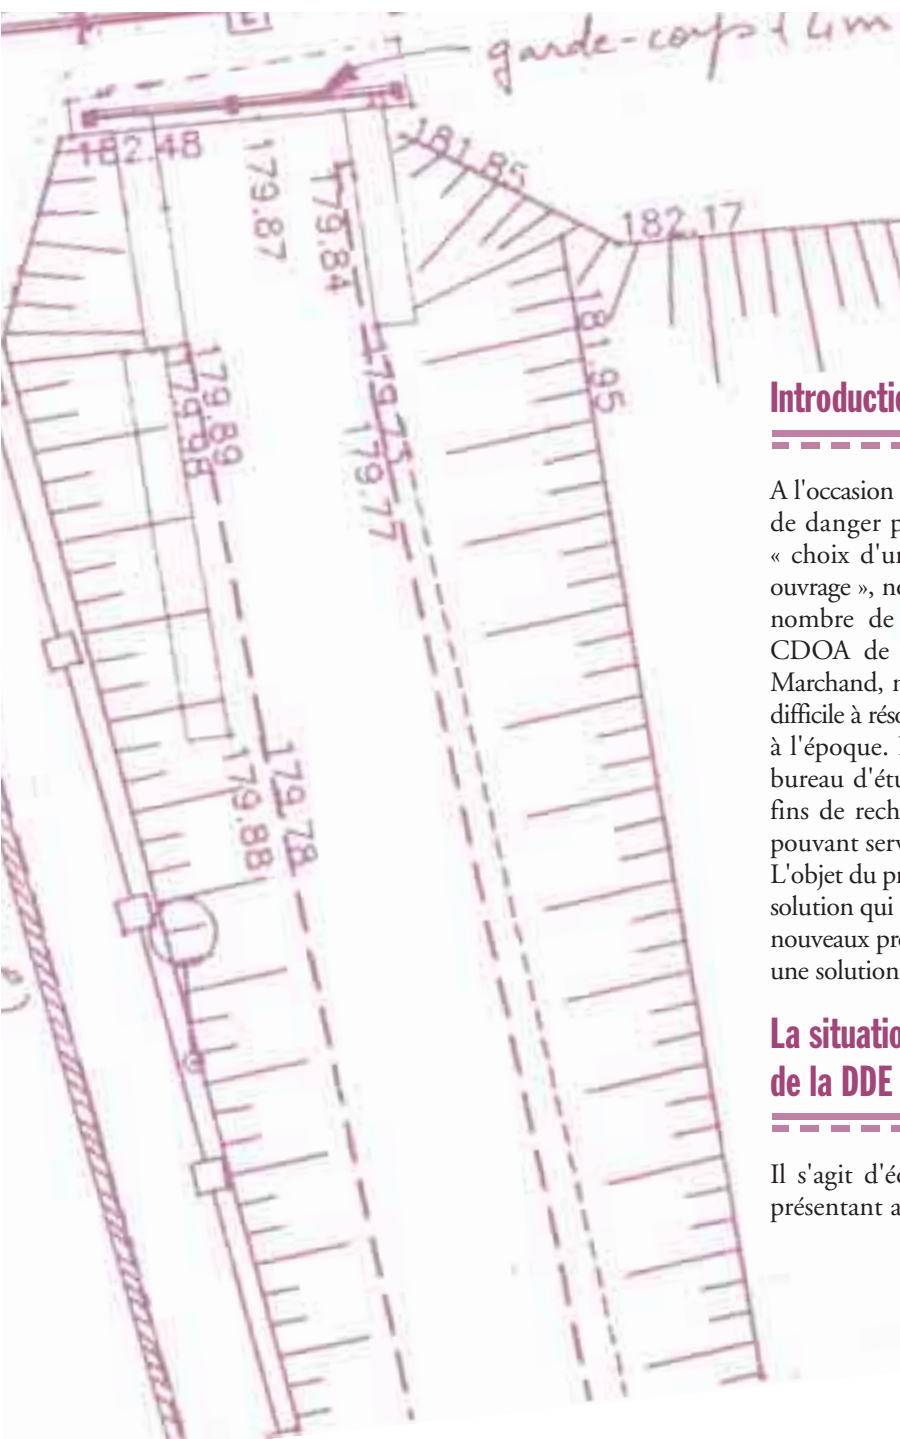 garde-corps
182.48
179.87
179.84
181.85
182.17
181.95
179.89
179.98
179.73
179.77
179.78
179.88
Introductio
A l'occasion
de danger p
« choix d'un
ouvrage », no
nombre de
CDOA de
Marchand, n
difficile à réso
à l'époque.
bureau d'étu
fins de rech
pouvant serv
L'objet du pr
solution qui
nouveaux pro
une solution
La situatio
de la DDE
Il s'agit d'éc
présentant a